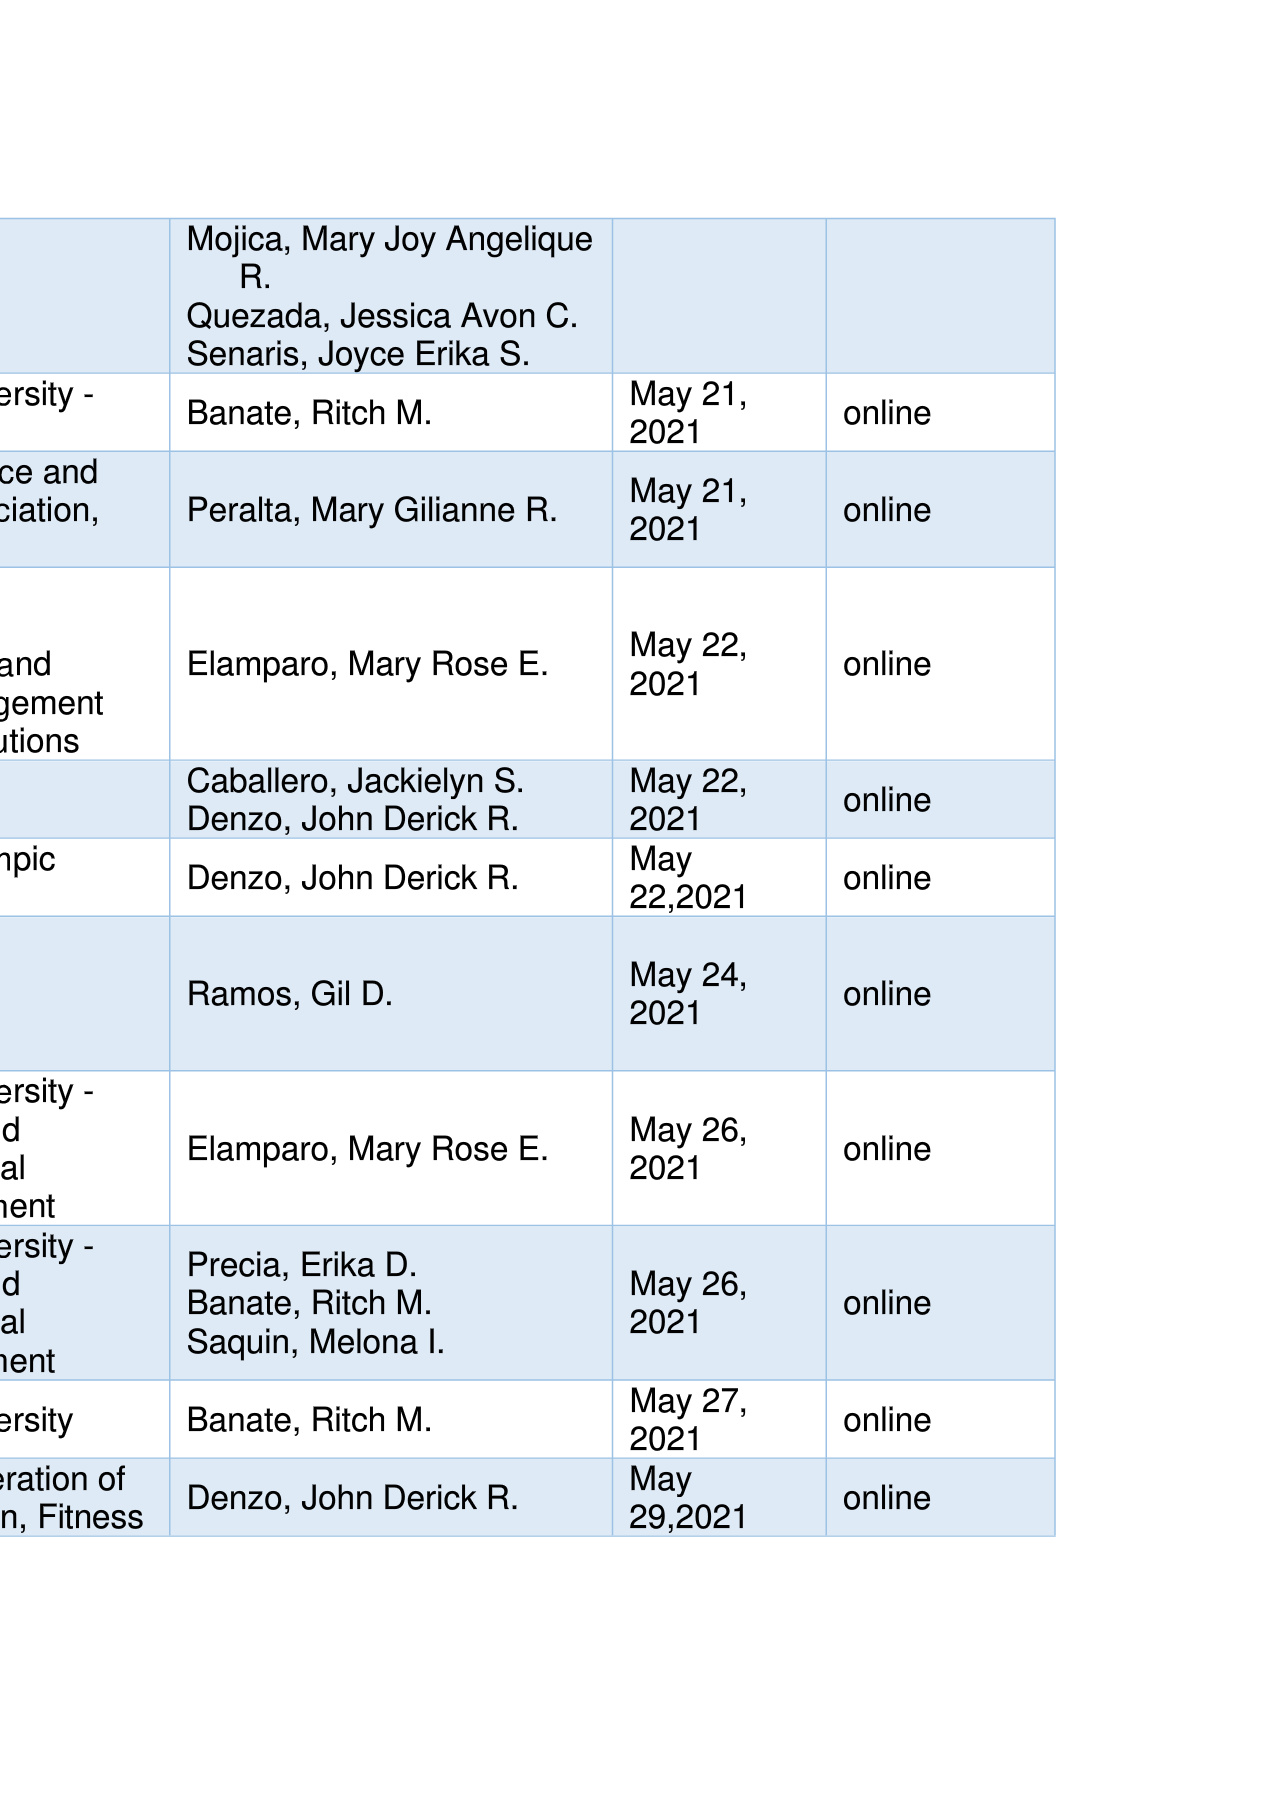 Mojica, Mary Joy Angelique
R.
Quezada, Jessica Avon C.
Senaris, Joyce Erika S.
ersity -
Banate, Ritch M.
May 21,
2021
online
ce and
ciation,
Peralta, Mary Gilianne R.
May 21,
2021
online
and
gement
utions
Elamparo, Mary Rose E.
May 22,
2021
online
Caballero, Jackielyn S.
Denzo, John Derick R.
May 22,
2021
online
mpic
Denzo, John Derick R.
May
22,2021
online
Ramos, Gil D.
May 24,
2021
online
ersity -
d
al
ment
Elamparo, Mary Rose E.
May 26,
2021
online
ersity -
d
al
ment
Precia, Erika D.
Banate, Ritch M.
Saquin, Melona I.
May 26,
2021
online
ersity
Banate, Ritch M.
May 27,
2021
online
eration of
n, Fitness
Denzo, John Derick R.
May
29,2021
online